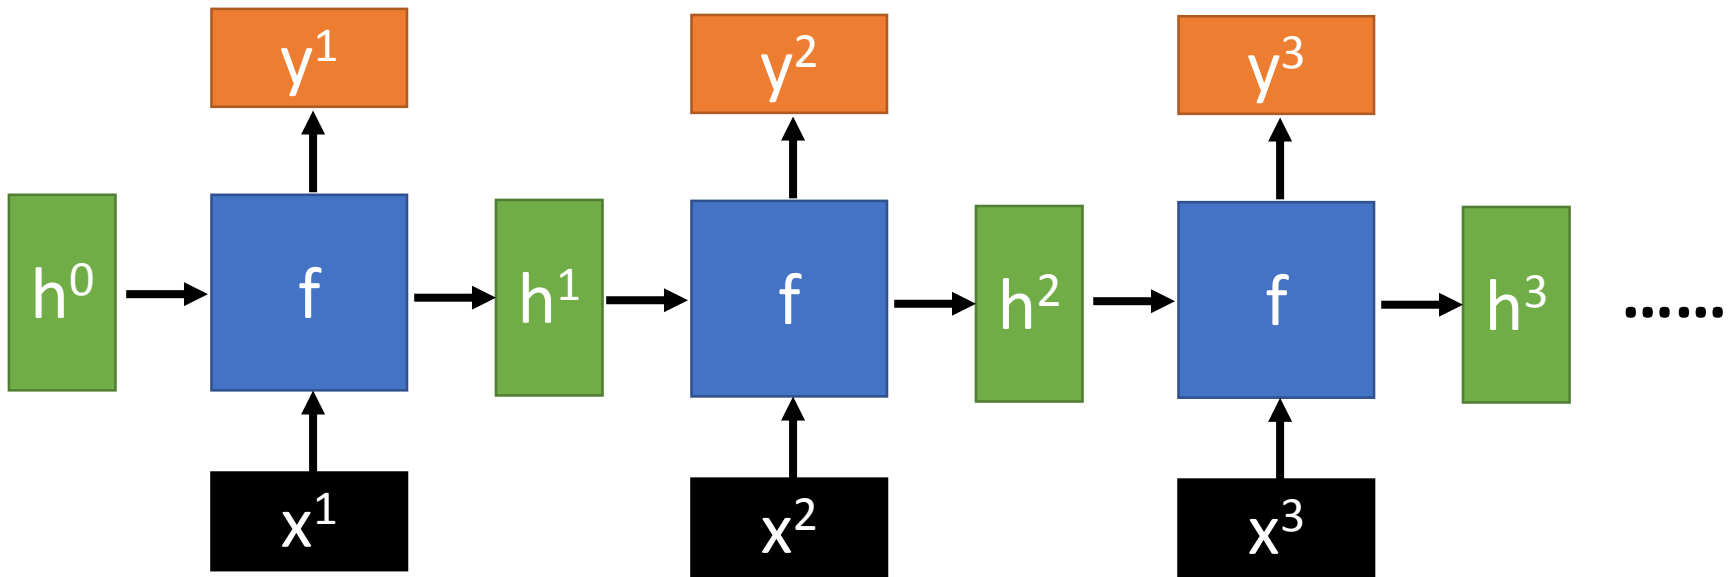 y¹ y² y³
h⁰ f h¹ f h² f h³ ......
x¹ x² x³